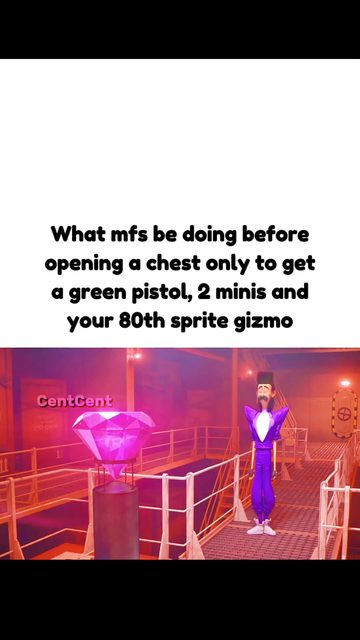 What mfs be doing before
opening a chest only to get
a green pistol, 2 minis and
your 80th sprite gizmo
CentCent